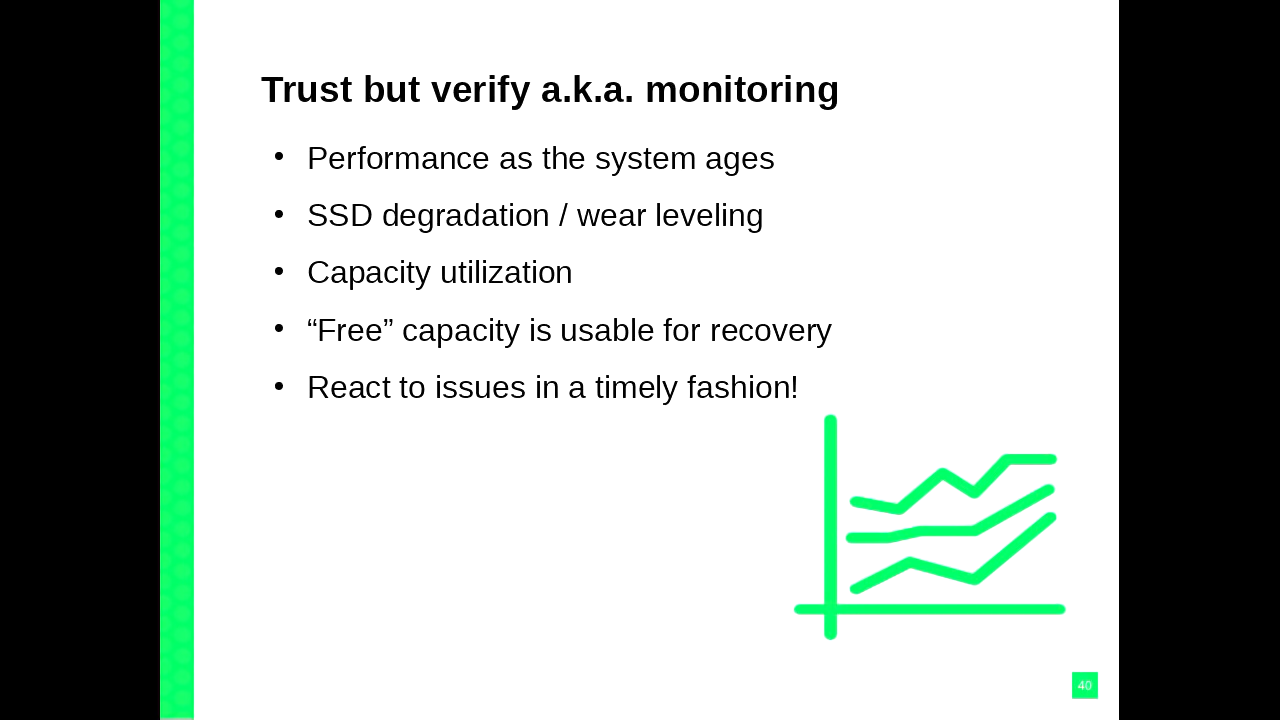 Trust but verify a.k.a. monitoring
• Performance as the system ages
• SSD degradation / wear leveling
• Capacity utilization
• “Free” capacity is usable for recovery
• React to issues in a timely fashion!
40